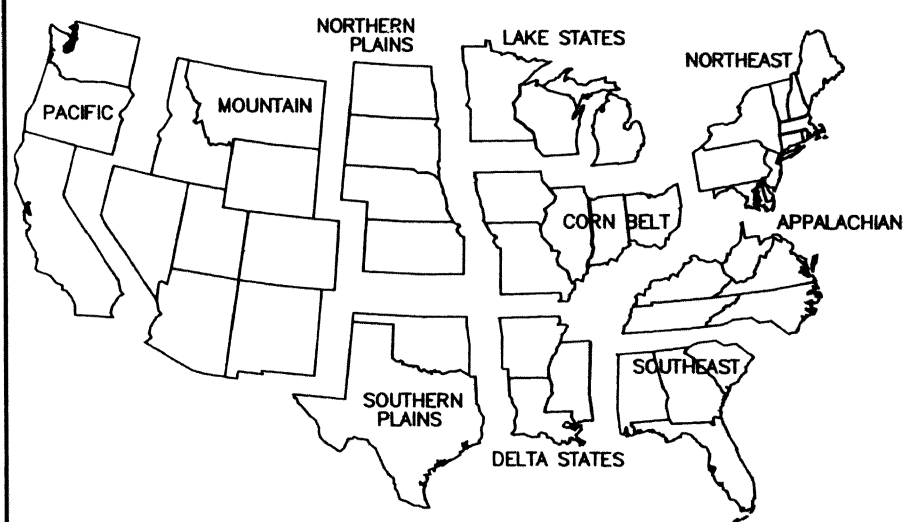 NORTHERN
PLAINS
LAKE STATES
NORTHEAST
PACIFIC
MOUNTAIN
CORN BELT
APPALACHIAN
SOUTHEAST
SOUTHERN
PLAINS
DELTA STATES